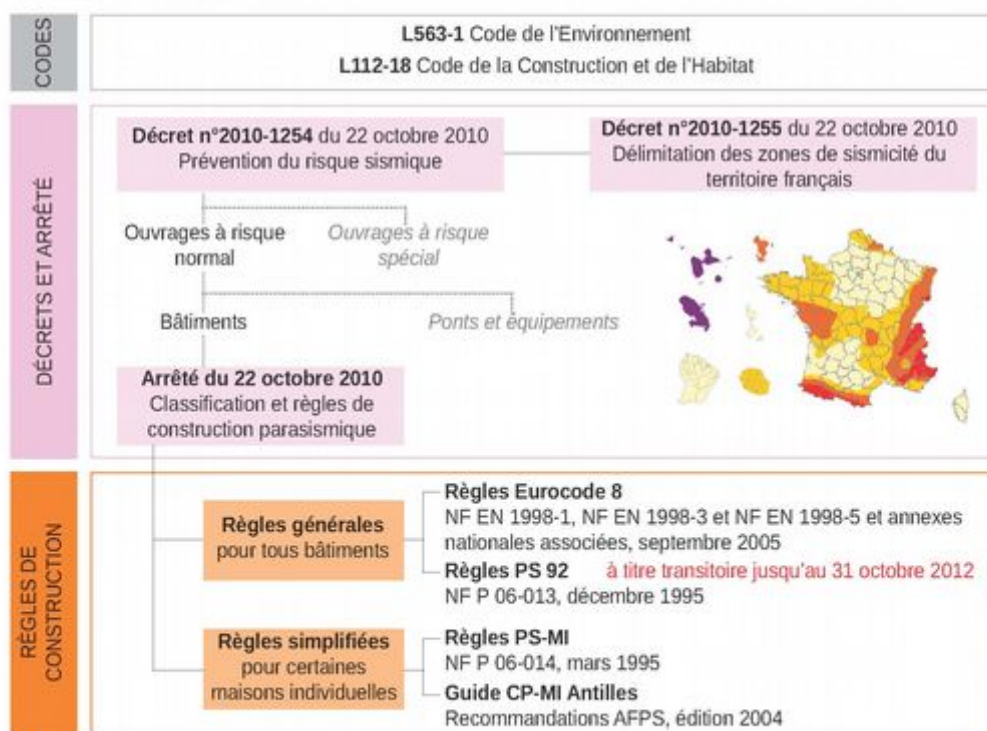 CODES
L563-1 Code de l'Environnement
L112-18 Code de la Construction et de l'Habitat
DÉCRETS ET ARRÊTÉ
Décret n°2010-1254 du 22 octobre 2010
Prévention du risque sismique
Décret n°2010-1255 du 22 octobre 2010
Délimitation des zones de sismicité du
territoire français
Ouvrages à risque
normal
Ouvrages à risque
spécial
Bâtiments
Ponts et équipements
Arrêté du 22 octobre 2010
Classification et règles de
construction parasismique
RÈGLES DE
CONSTRUCTION
Règles générales
pour tous bâtiments
Règles Eurocode 8
NF EN 1998-1, NF EN 1998-3 et NF EN 1998-5 et annexes
nationales associées, septembre 2005
Règles PS 92 à titre transitoire jusqu'au 31 octobre 2012
NF P 06-013, décembre 1995
Règles simplifiées
pour certaines
maisons individuelles
Règles PS-MI
NF P 06-014, mars 1995
Guide CP-MI Antilles
Recommandations AFPS, édition 2004